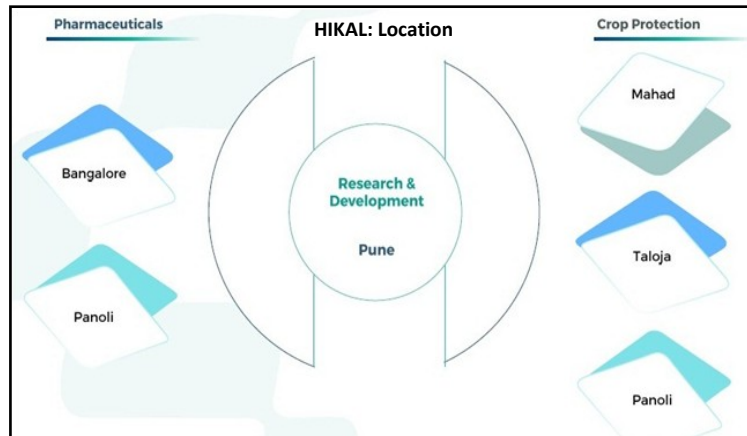 HIKAL: Location
Pharmaceuticals
Bangalore
Panoli
Research &
Development
Pune
Crop Protection
Mahad
Taloja
Panoli